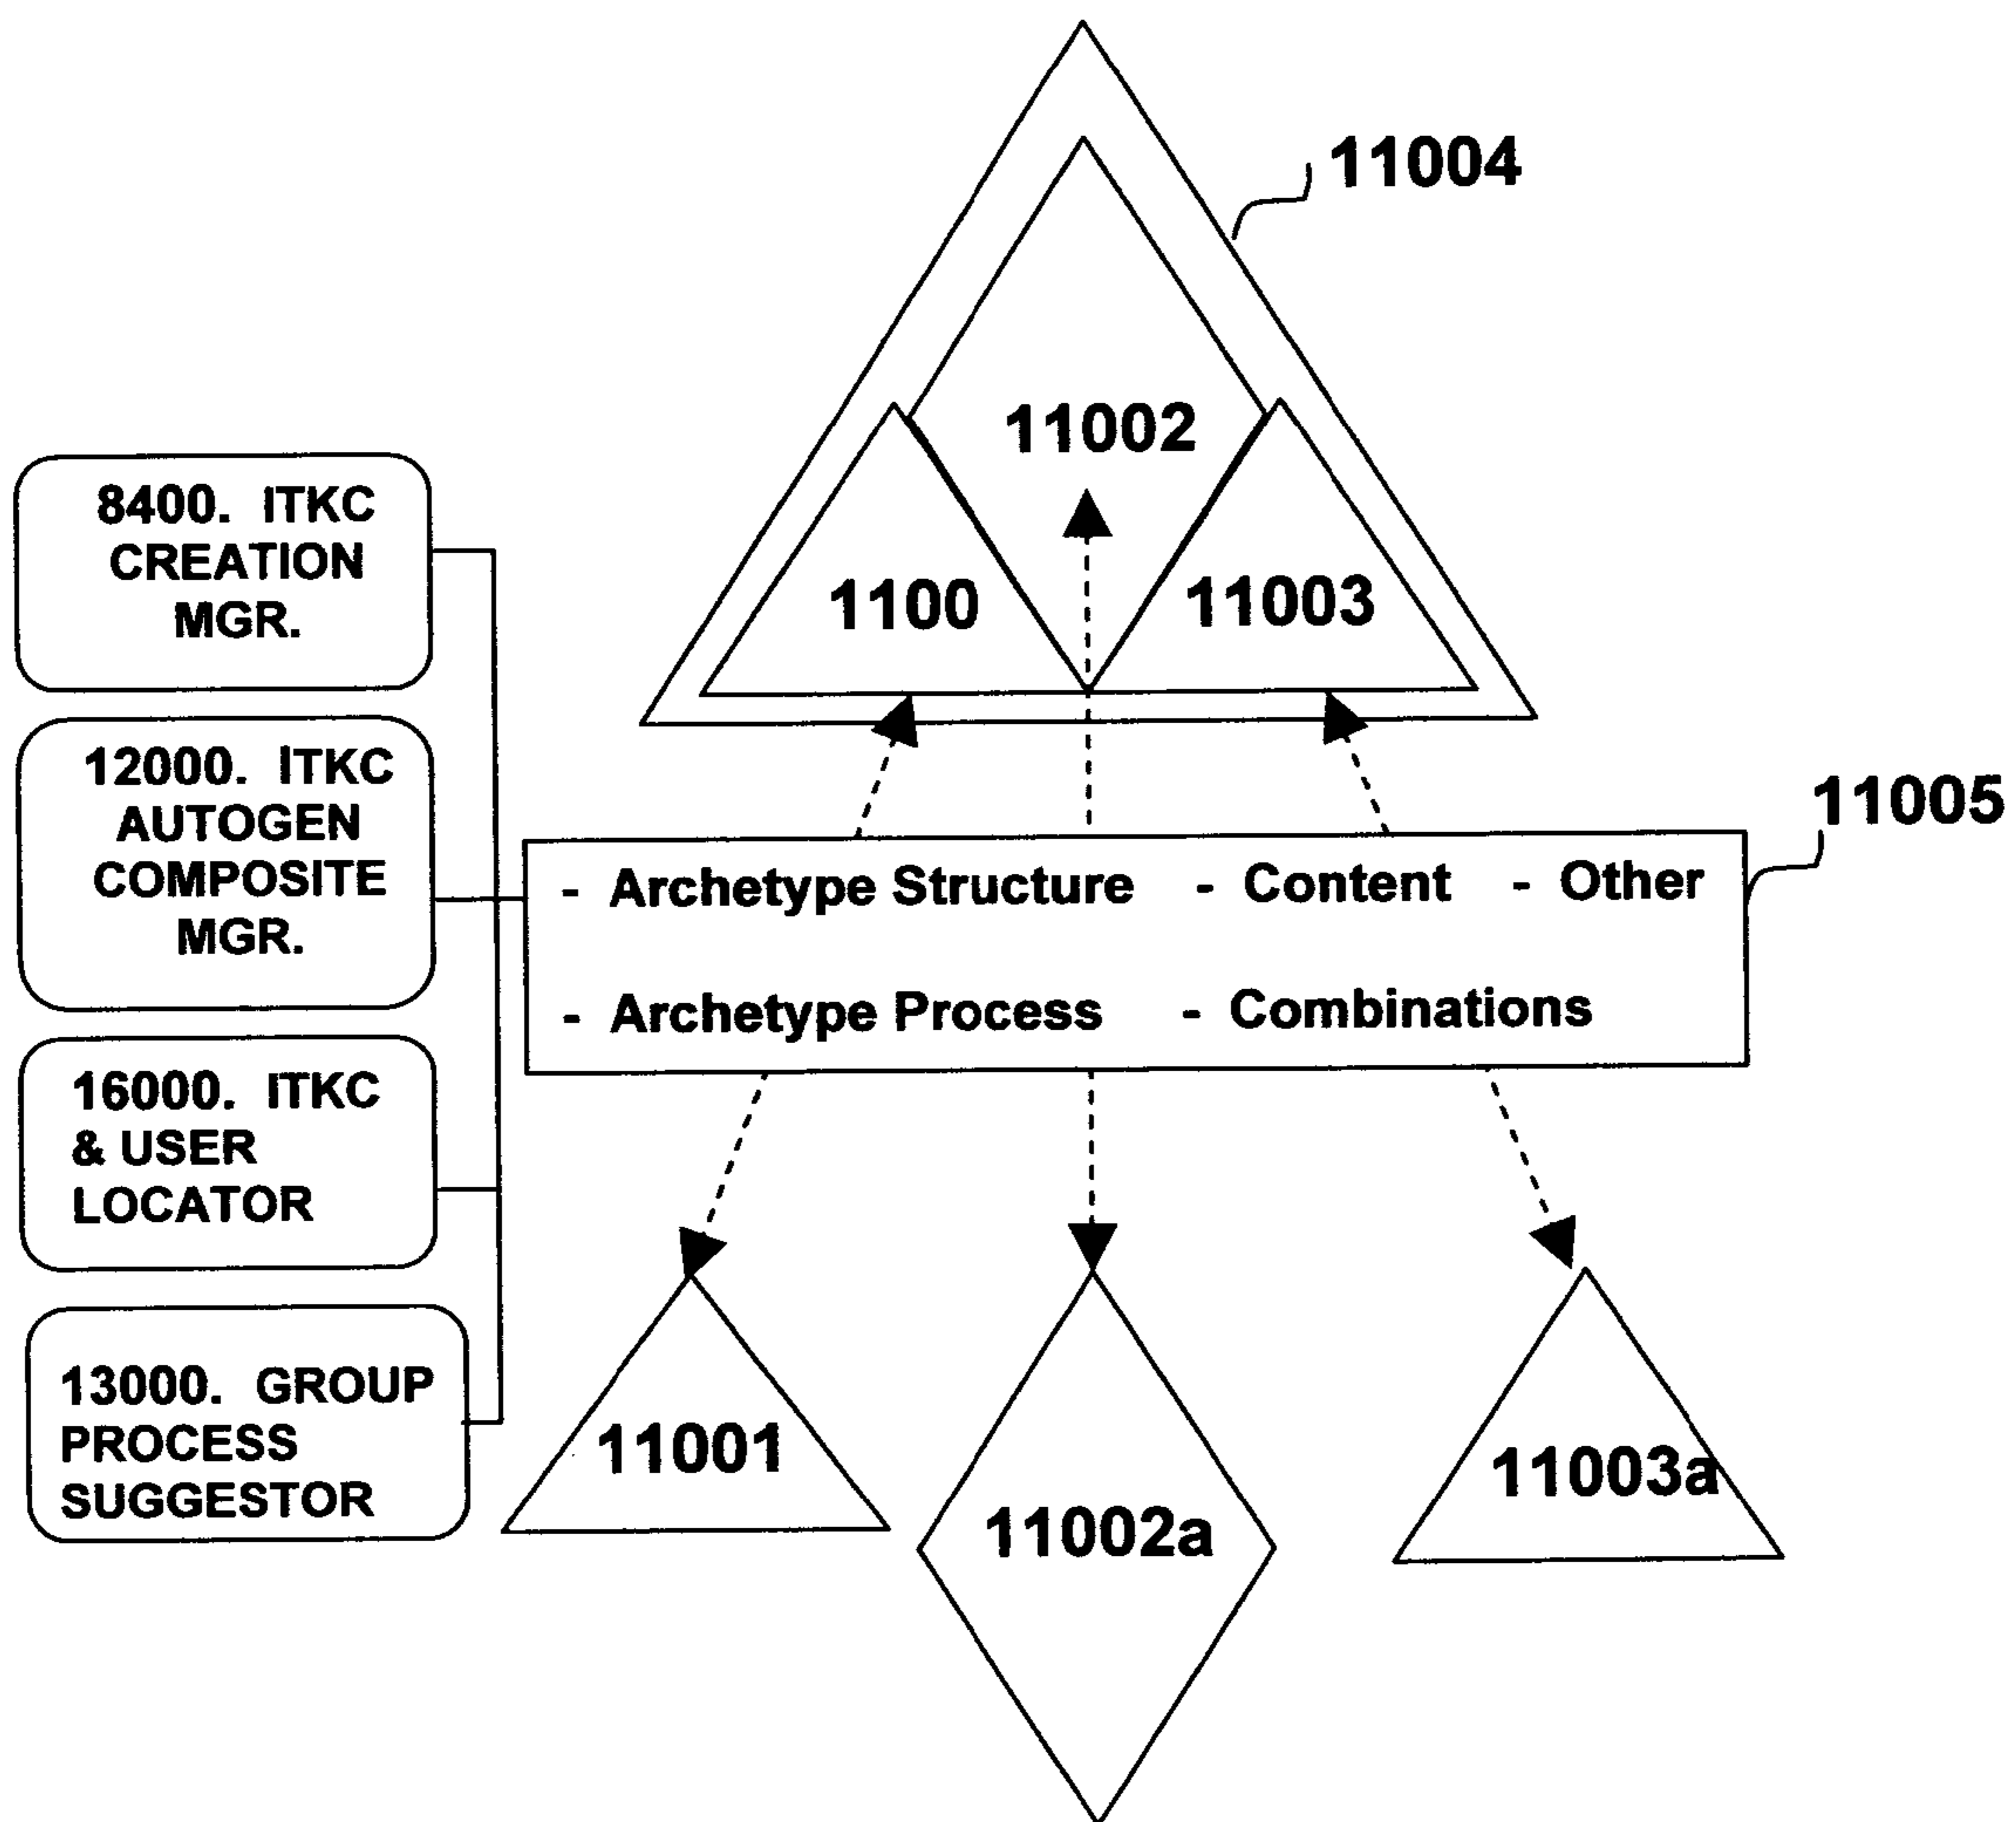 11004
11002
1100
11003
8400. ITKC
CREATION
MGR.
12000. ITKC
AUTOGEN
COMPOSITE
MGR.
16000. ITKC
& USER
LOCATOR
13000. GROUP
PROCESS
SUGGESTOR
11005
- Archetype Structure - Content - Other
- Archetype Process - Combinations
11001
11002a
11003a